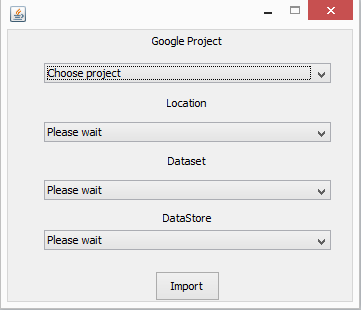 Google Project
Choose project
Location
Please wait
Dataset
Please wait
DataStore
Please wait
Import